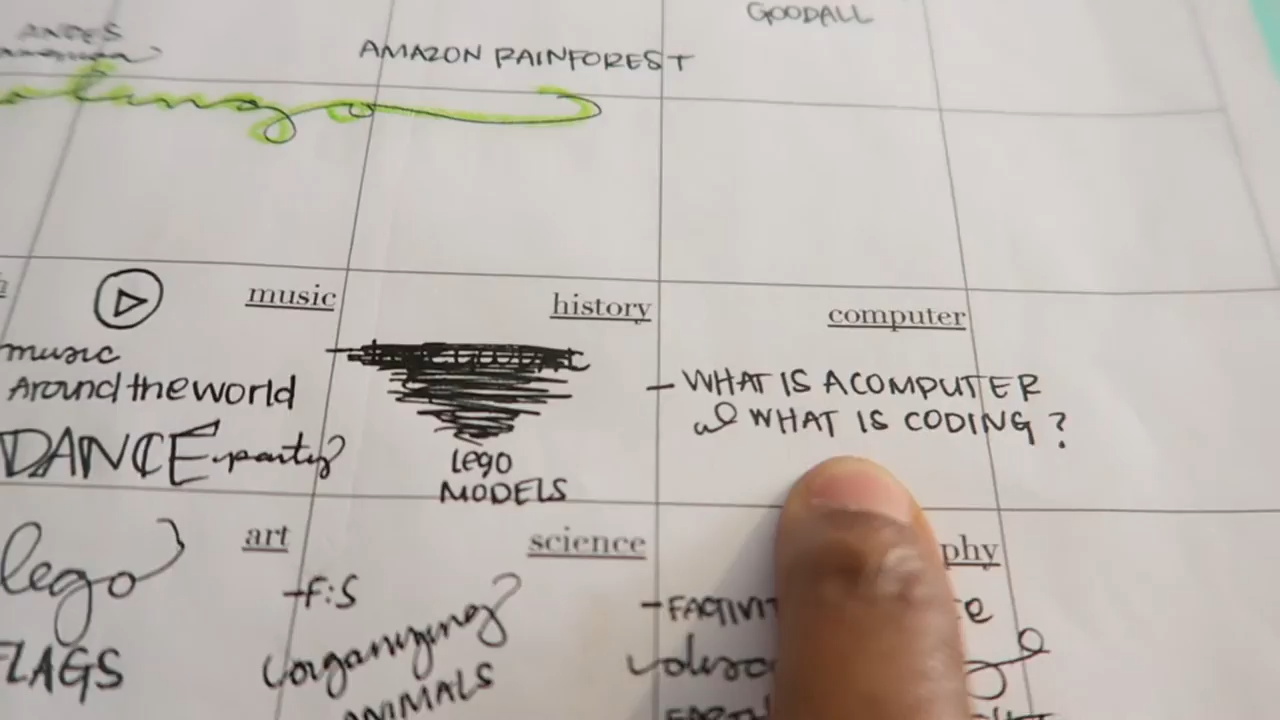 GOODALL
ANDES
AMAZON RAINFOREST
music
music
Around the world
DANCE party?
history
LEGO
MODELS
computer
- WHAT IS A COMPUTER
WHAT IS CODING?
lego
FLAGS
art
-F:S
organizing?
ANIMALS
science
phy